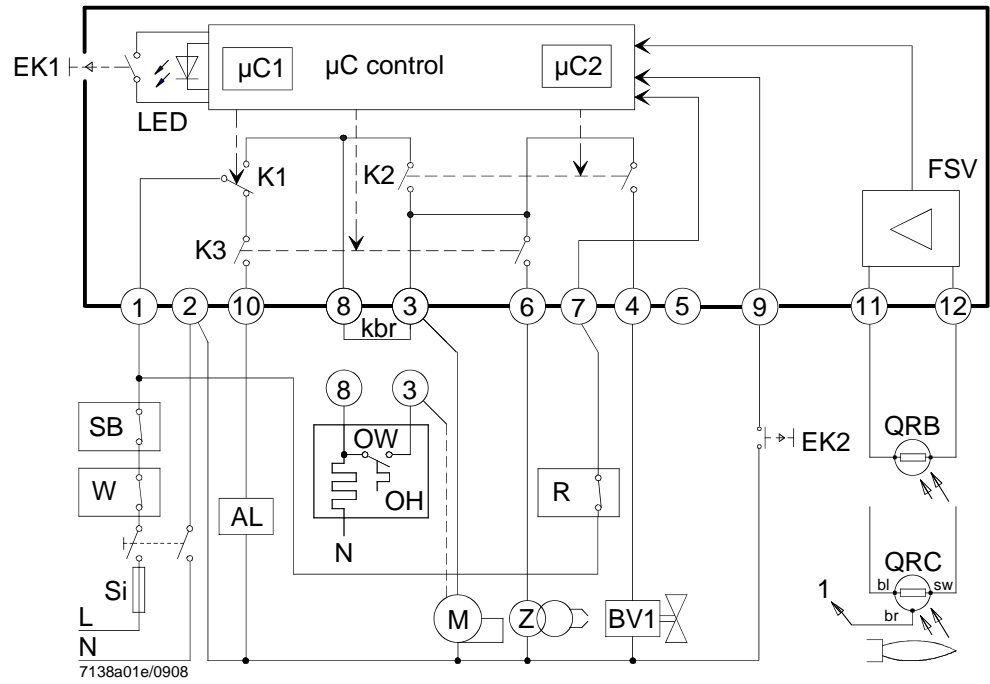 EK1
µC1
µC control
µC2
LED
K1
K2
FSV
K3
1
2
10
8
3
6
7
4
5
9
11
12
kbr
8
3
SB
OW
EK2
QRB
W
R
OH
AL
N
Si
QRC
bl
sw
1
br
L
M
Z
BV1
N
7138a01e/0908